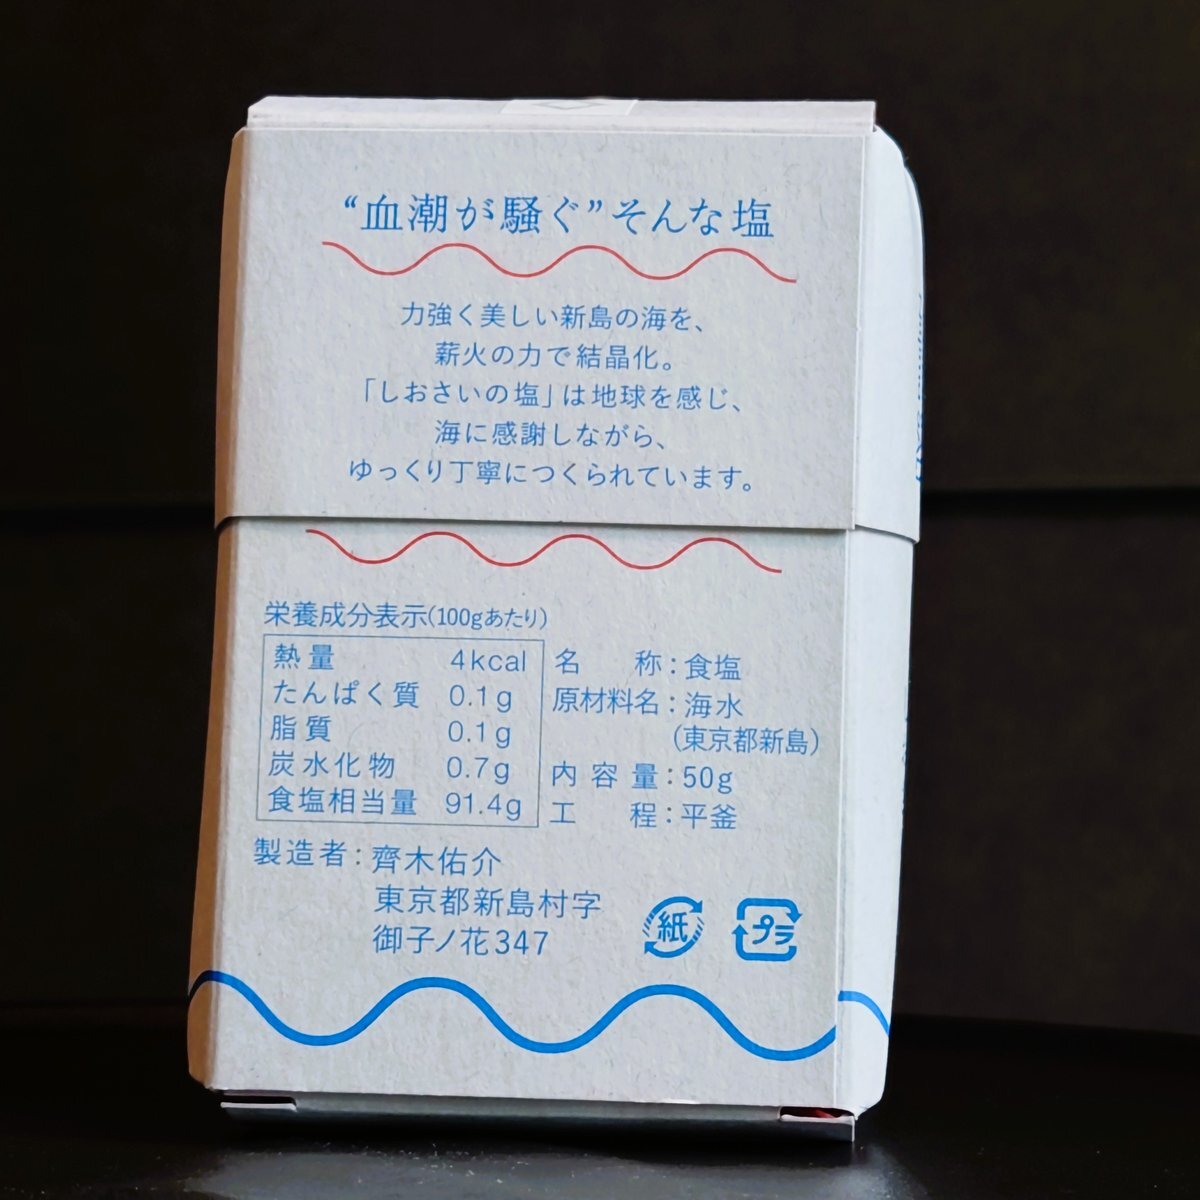 “血潮が騒ぐ”そんな塩
力強く美しい新島の海を、
薪火の力で結晶化。
「しおさいの塩」は地球を感じ、
海に感謝しながら、
ゆっくり丁寧につくられています。
栄養成分表示(100gあたり)
熱量 4kcal
たんぱく質 0.1g
脂質 0.1g
炭水化物 0.7g
食塩相当量 91.4g
名称:食塩
原材料名:海水
(東京都新島)
内容量:50g
工程:平釜
製造者:齊木佑介
東京都新島村字
御子ノ花347
紙
プラ